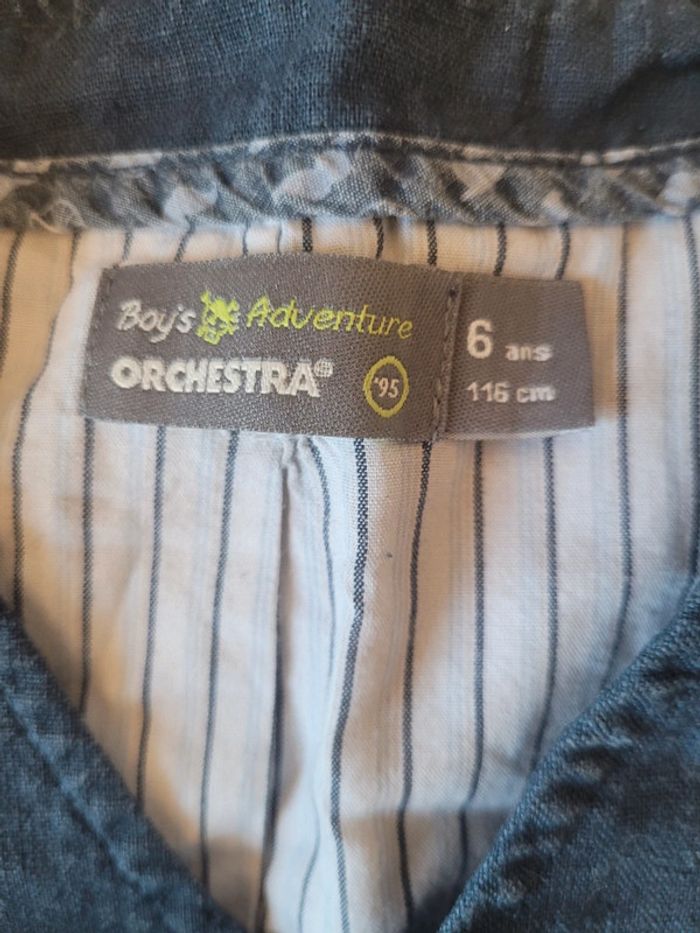 Boy's Adventure
ORCHESTRA®
'95
6 ans
116 cm